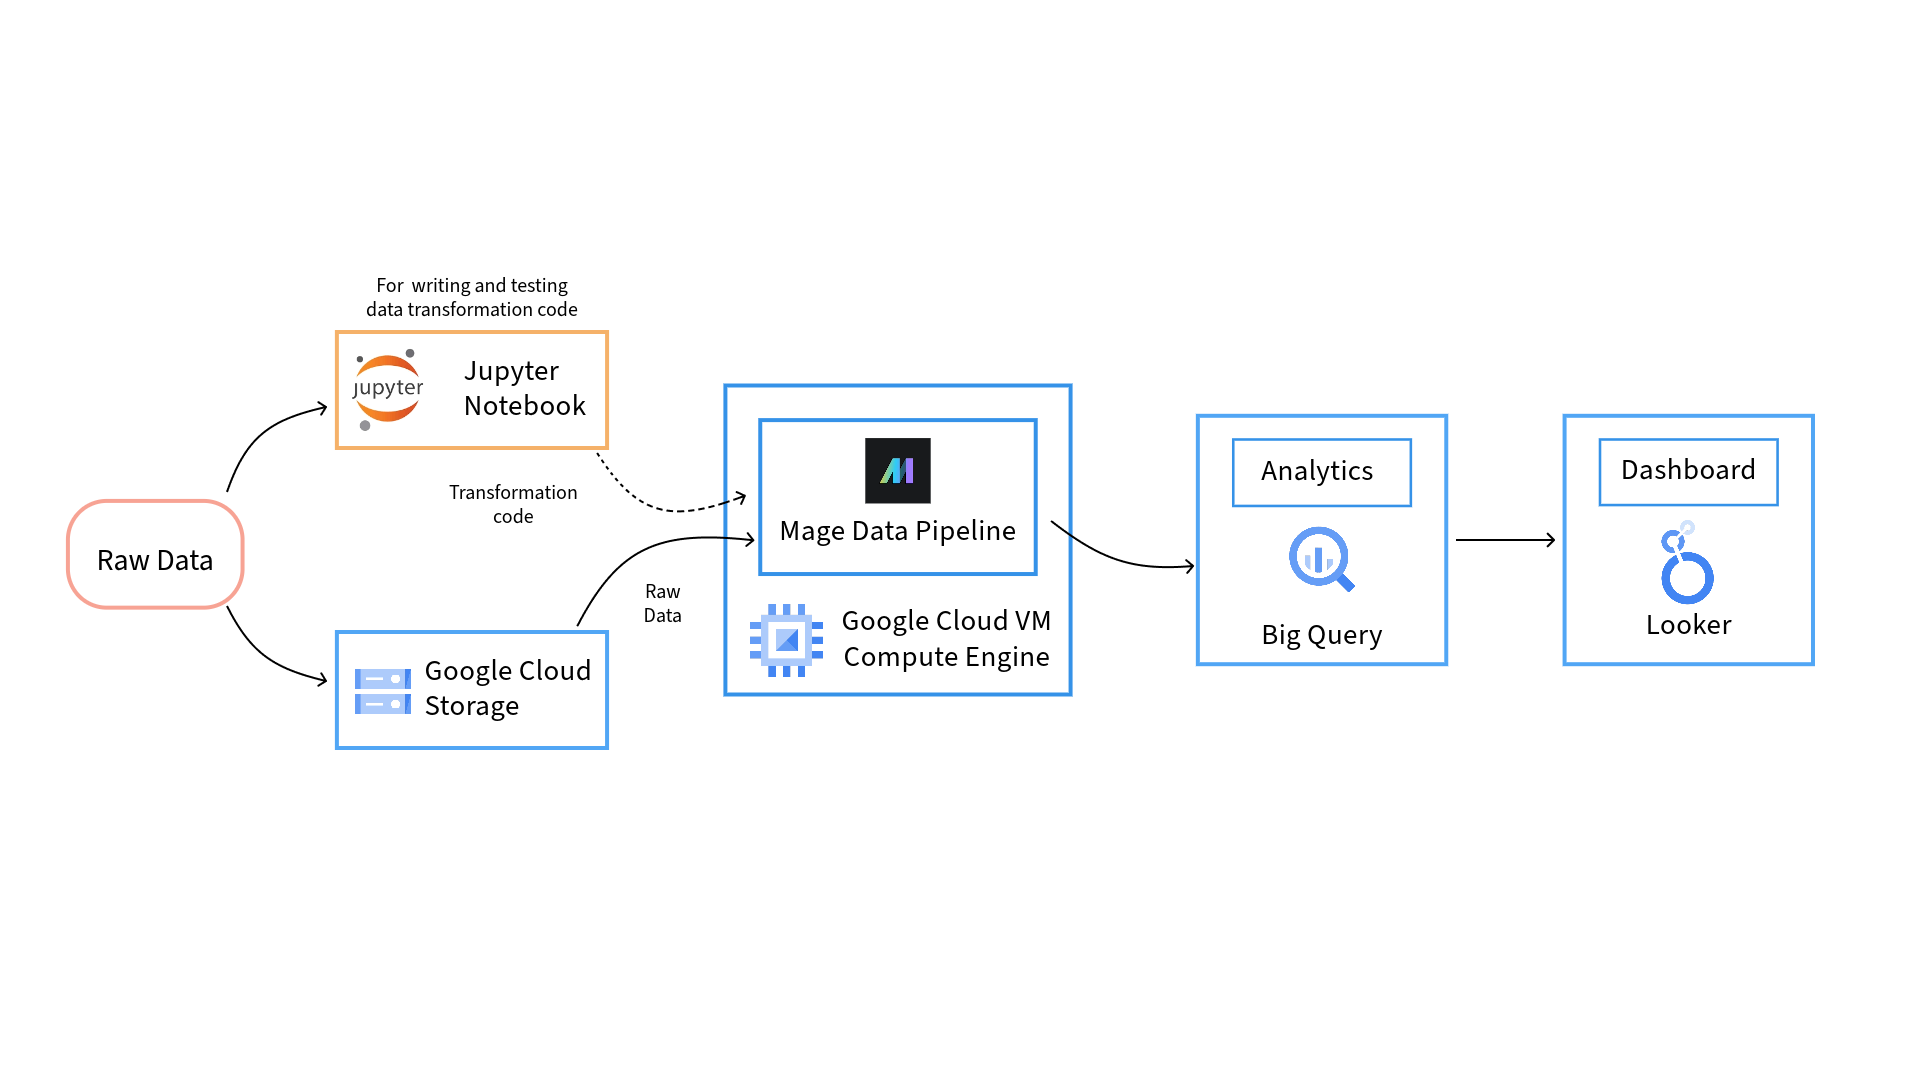 For writing and testing
data transformation code
jupyter
Jupyter
Notebook
Transformation
code
Raw Data
Google Cloud
Storage
Raw
Data
Mage Data Pipeline
Google Cloud VM
Compute Engine
Analytics
Big Query
Dashboard
Looker